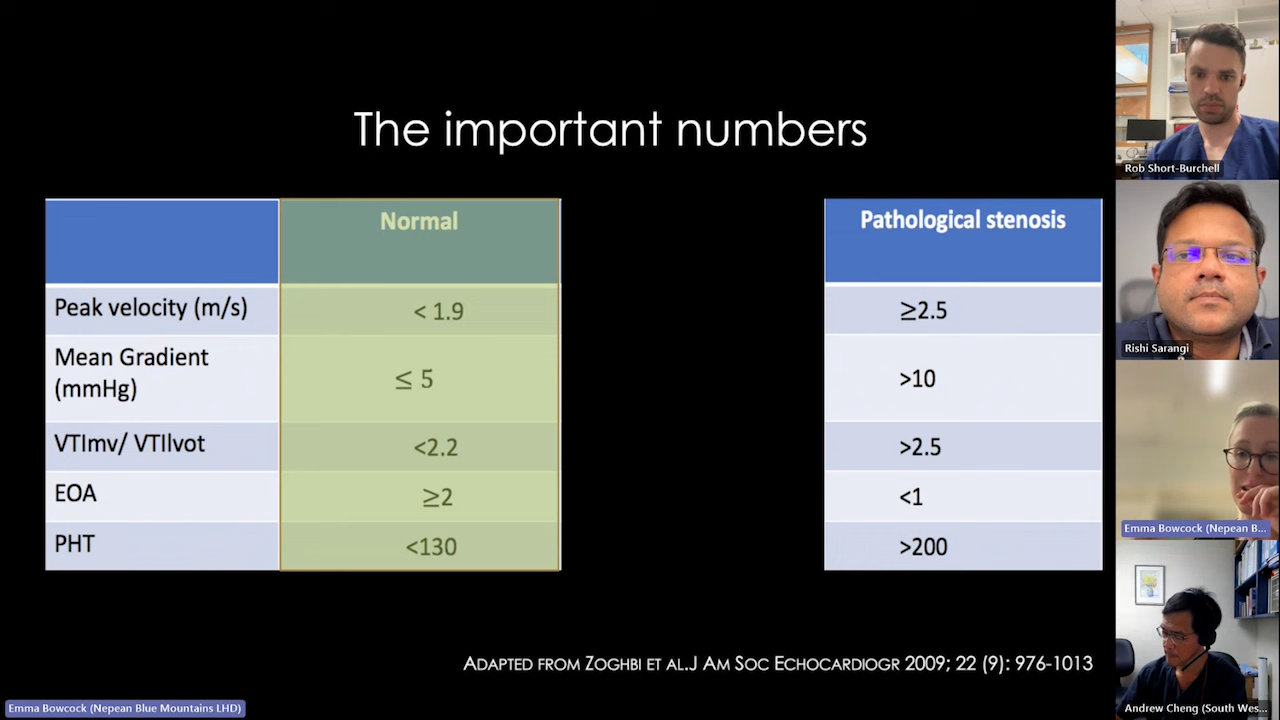 The important numbers
Normal
Pathological stenosis
Peak velocity (m/s)
< 1.9
≥2.5
Mean Gradient
(mmHg)
≤ 5
>10
VTImv/ VTIlvot
<2.2
>2.5
EOA
≥2
<1
PHT
<130
>200
ADAPTED FROM ZOGHBI ET AL.J AM SOC ECHOCARDIOGR 2009; 22 (9): 976-1013
Emma Bowcock (Nepean Blue Mountains LHD)
Rob Short-Burchell
Rishi Sarangi
Emma Bowcock (Nepean B...
Andrew Cheng (South Wes...